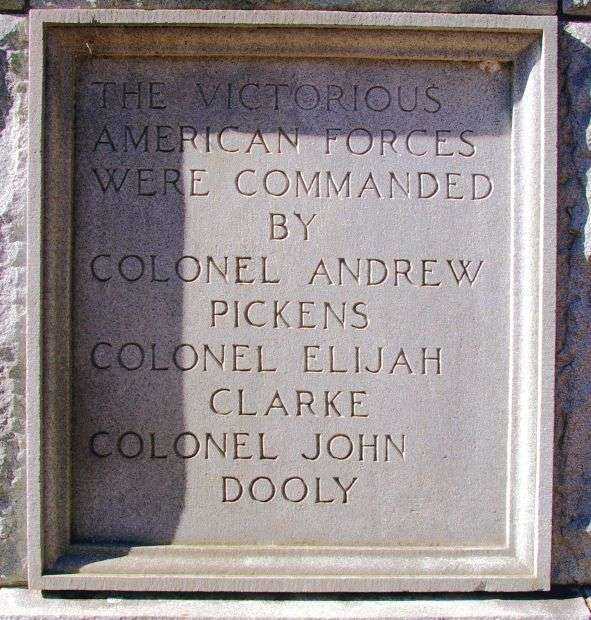 THE VICTORIOUS
AMERICAN FORCES
WERE COMMANDED
BY
COLONEL ANDREW
PICKENS
COLONEL ELIJAH
CLARKE
COLONEL JOHN
DOOLY